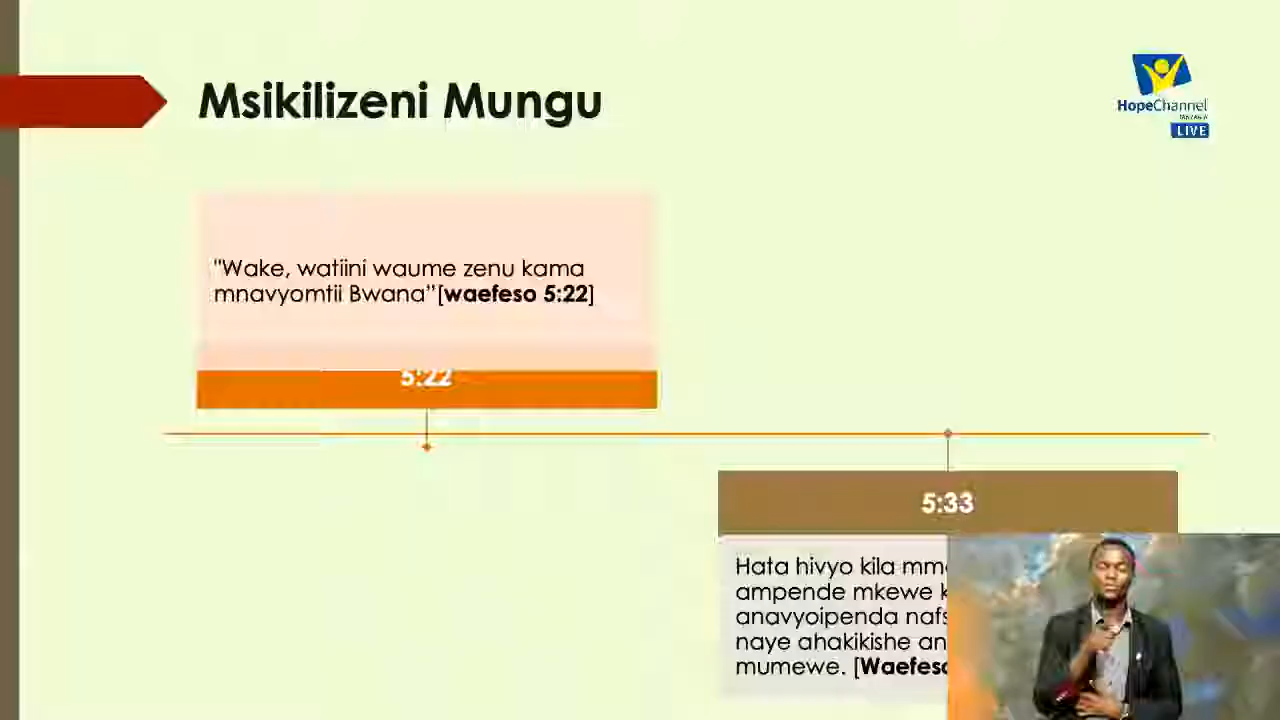 Msikilizeni Mungu
HopeChannel
TANZANIA
LIVE
"Wake, watiini waume zenu kama
mnavyomtii Bwana”[waefeso 5:22]
5:22
5:33
Hata hivyo kila
ampende mkewe
anavyoipenda
naye ahakikishe
mumewe. [